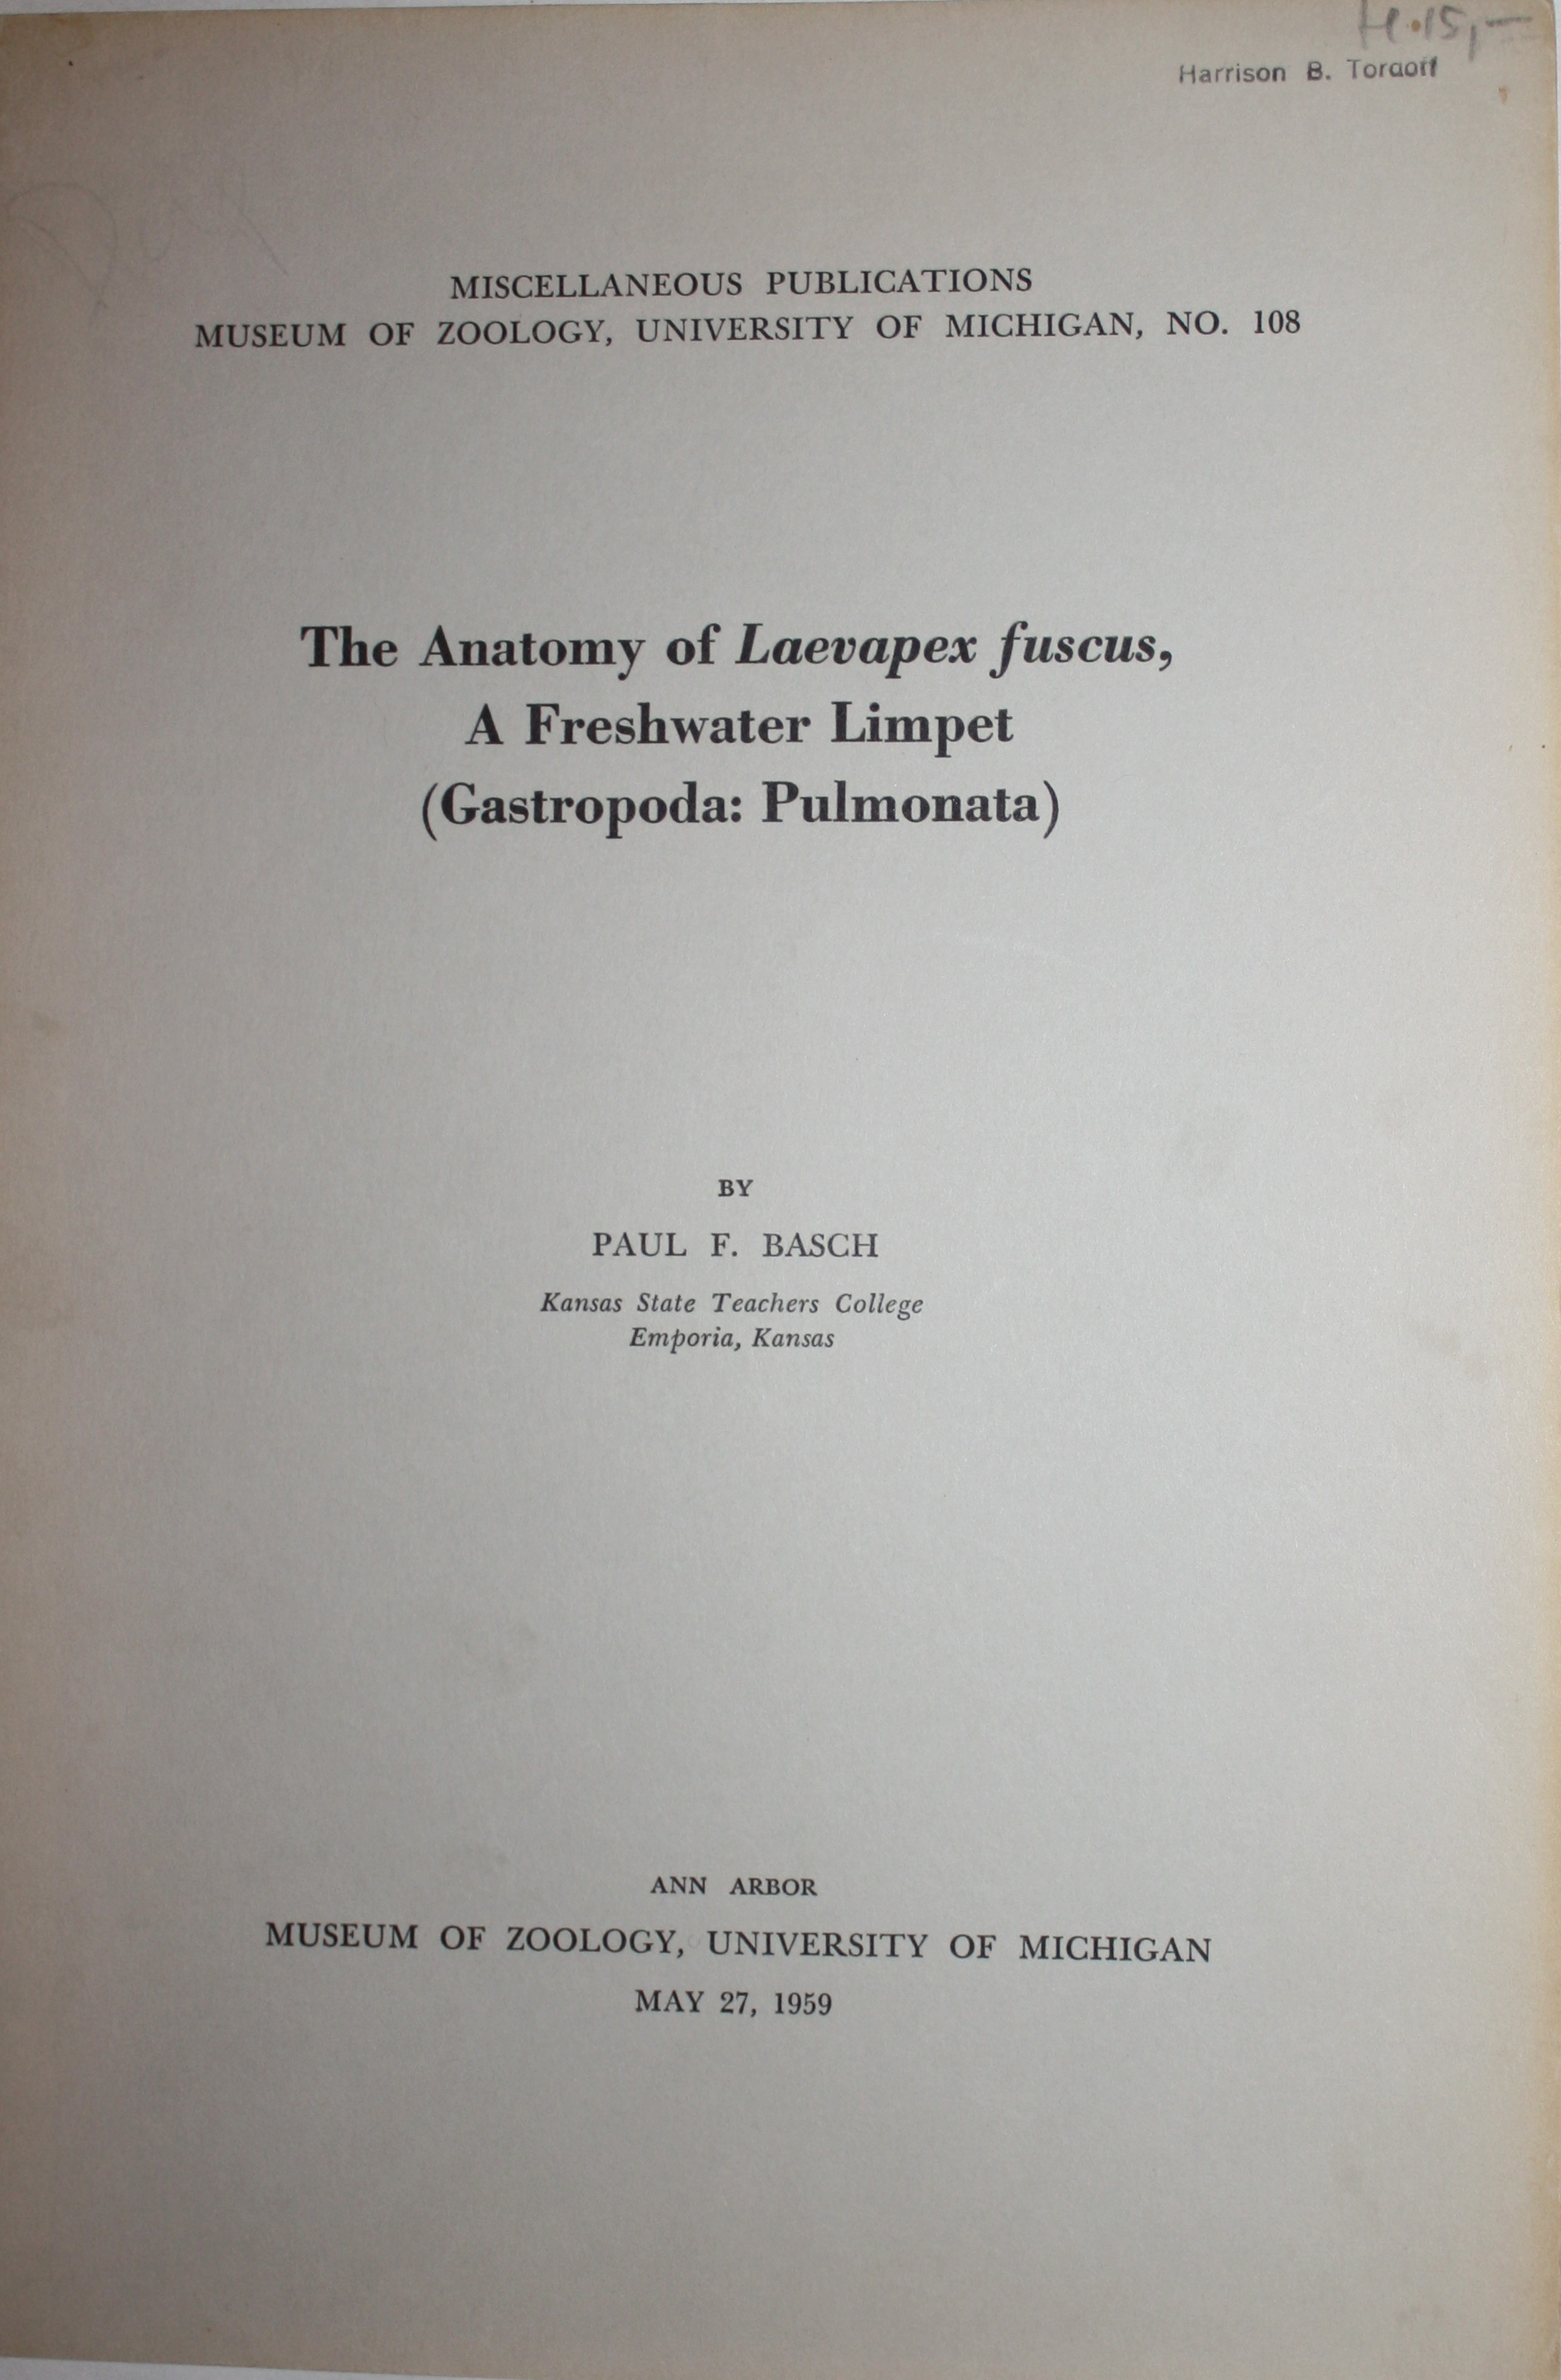 H.15,-
Harrison B. Tordoff
MISCELLANEOUS PUBLICATIONS
MUSEUM OF ZOOLOGY, UNIVERSITY OF MICHIGAN, NO. 108
The Anatomy of Laevapex fuscus,
A Freshwater Limpet
(Gastropoda: Pulmonata)
BY
PAUL F. BASCH
Kansas State Teachers College
Emporia, Kansas
ANN ARBOR
MUSEUM OF ZOOLOGY, UNIVERSITY OF MICHIGAN
MAY 27, 1959